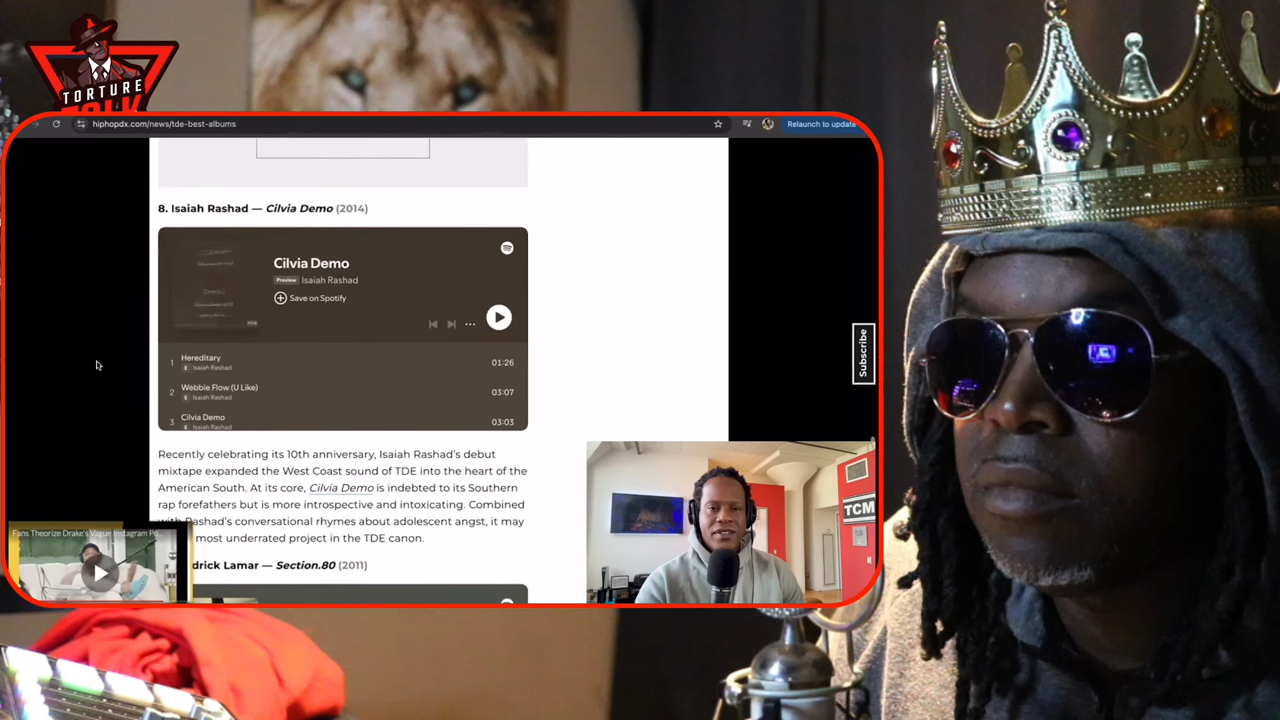 TORTURE
TALK
hiphopdx.com/news/tde-best-albums
Relaunch to update
8. Isaiah Rashad — Cilvia Demo (2014)
Cilvia Demo
Preview Isaiah Rashad
Save on Spotify
1 Hereditary 01:26
E Isaiah Rashad
2 Webbie Flow (U Like) 03:07
E Isaiah Rashad
3 Cilvia Demo 03:03
E Isaiah Rashad
Recently celebrating its 10th anniversary, Isaiah Rashad's debut
mixtape expanded the West Coast sound of TDE into the heart of the
American South. At its core, Cilvia Demo is indebted to its Southern
rap forefathers but is more introspective and intoxicating. Combined
with Rashad's conversational rhymes about adolescent angst, it may
most underrated project in the TDE canon.
drick Lamar — Section.80 (2011)
Fans Theorize Drake's Vague Instagram Po...
Subscribe
TCM